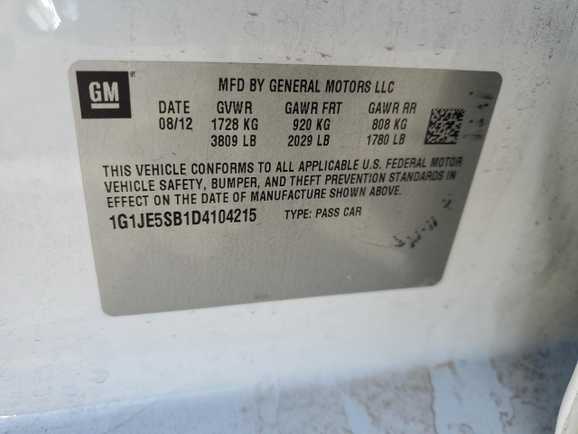 GM
MFD BY GENERAL MOTORS LLC
DATE GVWR GAWR FRT GAWR RR
08/12 1728 KG 920 KG 808 KG
3809 LB 2029 LB 1780 LB
THIS VEHICLE CONFORMS TO ALL APPLICABLE U.S. FEDERAL MOTOR
VEHICLE SAFETY, BUMPER, AND THEFT PREVENTION STANDARDS IN
EFFECT ON THE DATE OF MANUFACTURE SHOWN ABOVE.
1G1JE5SB1D4104215 TYPE: PASS CAR